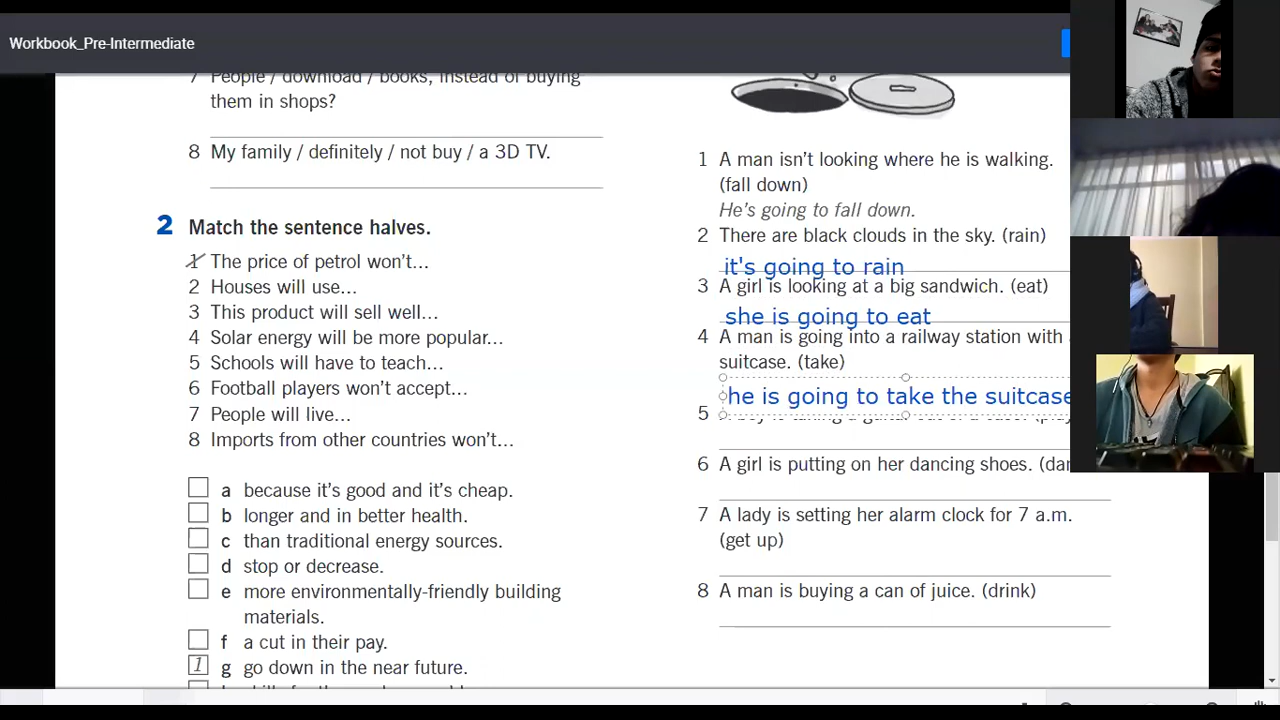 Workbook_Pre-Intermediate
7 People / download / books, instead of buying
them in shops?
8 My family / definitely / not buy / a 3D TV.
2 Match the sentence halves.
1 The price of petrol won't...
2 Houses will use...
3 This product will sell well...
4 Solar energy will be more popular...
5 Schools will have to teach...
6 Football players won't accept...
7 People will live...
8 Imports from other countries won't...
a because it's good and it's cheap.
b longer and in better health.
c than traditional energy sources.
d stop or decrease.
e more environmentally-friendly building
materials.
f a cut in their pay.
1 g go down in the near future.
1 A man isn't looking where he is walking.
(fall down)
He's going to fall down.
2 There are black clouds in the sky. (rain)
it's going to rain
3 A girl is looking at a big sandwich. (eat)
she is going to eat
4 A man is going into a railway station with
suitcase. (take)
he is going to take the suitcase
5
6 A girl is putting on her dancing shoes.
7 A lady is setting her alarm clock for 7 a.m.
(get up)
8 A man is buying a can of juice. (drink)